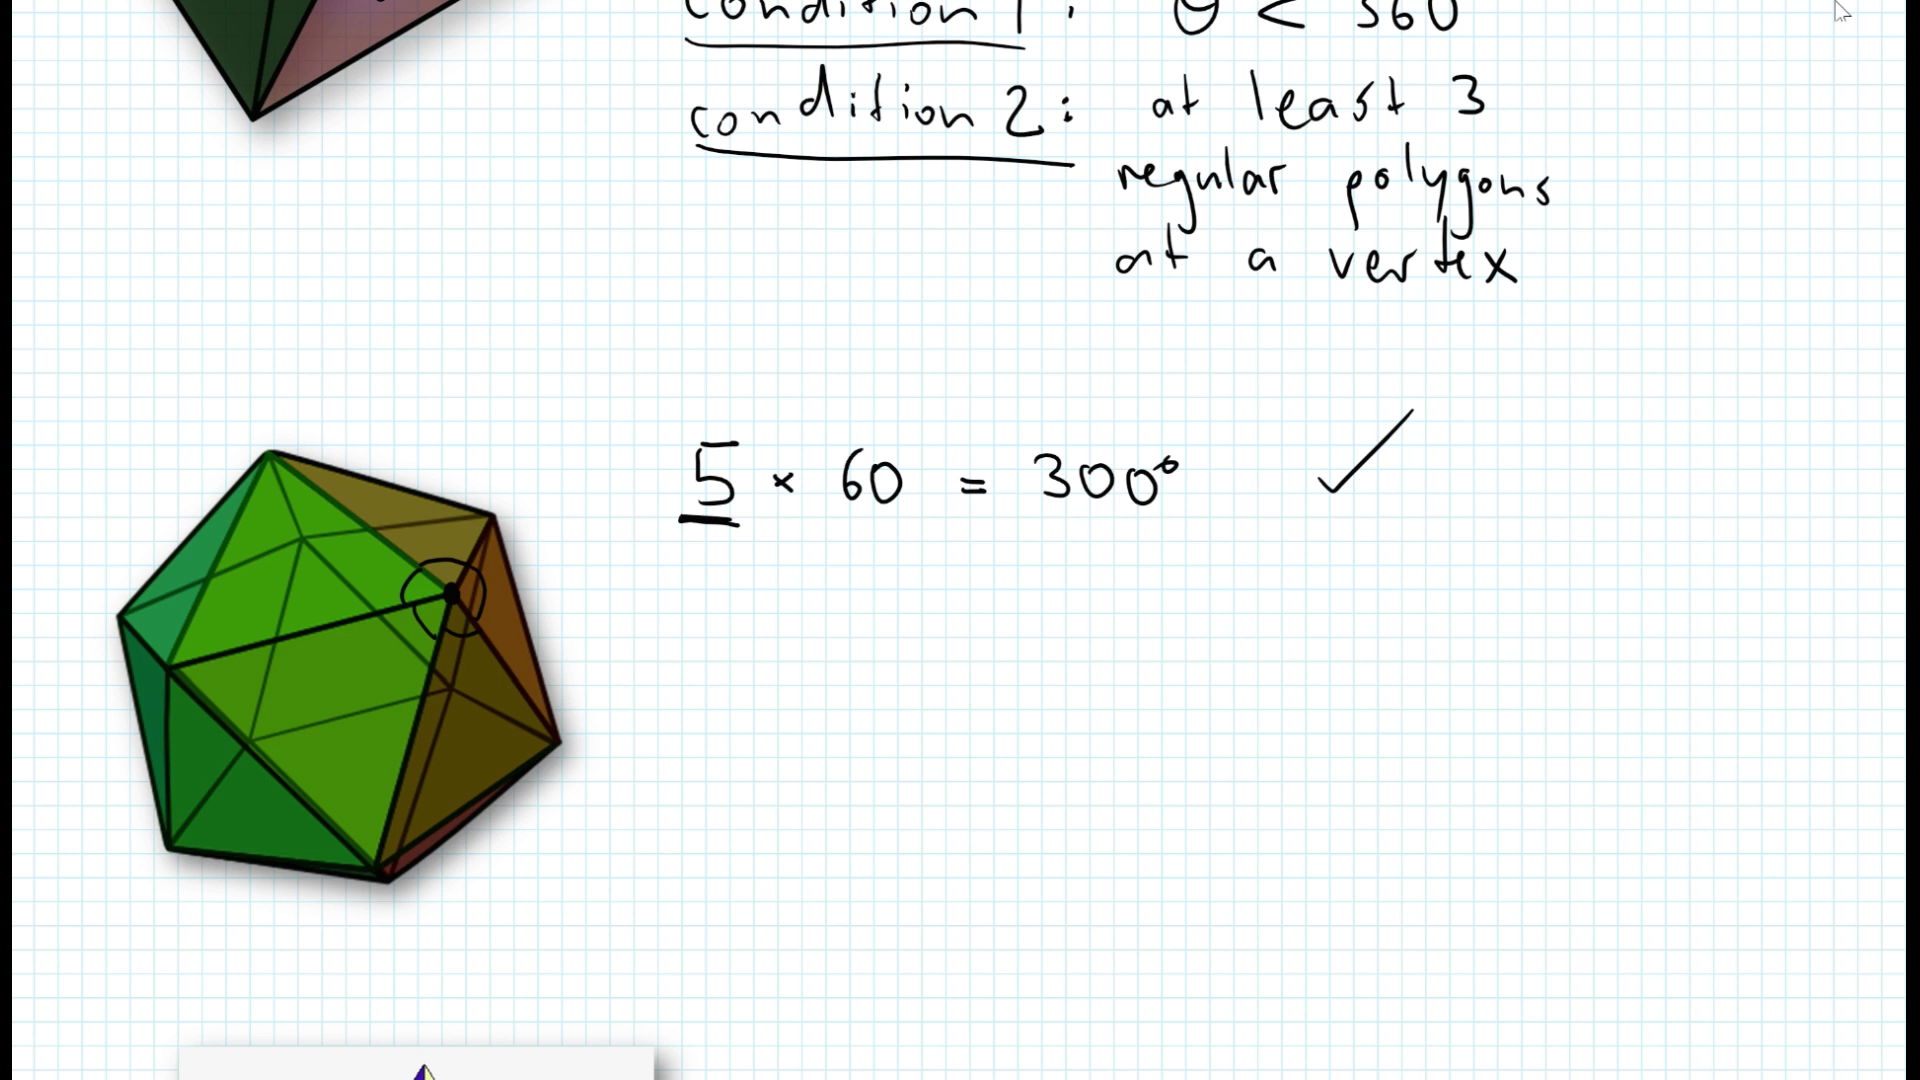 condition 1: θ < 360
condition 2: at least 3
regular polygons
at a vertex
5 × 60 = 300° ✓